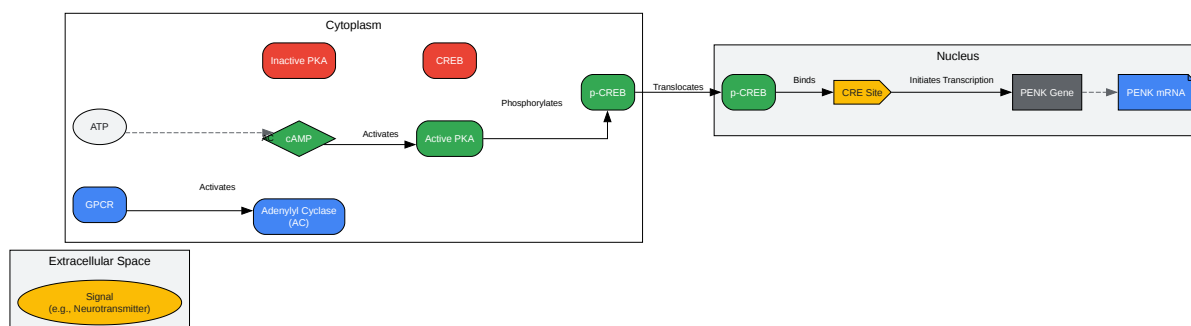 Cytoplasm
Inactive PKA
CREB
ATP
AC
cAMP
Activates
Active PKA
Phosphorylates
p-CREB
Translocates
GPCR
Activates
Adenylyl Cyclase
(AC)
Nucleus
p-CREB
Binds
CRE Site
Initiates Transcription
PENK Gene
PENK mRNA
Extracellular Space
Signal
(e.g., Neurotransmitter)